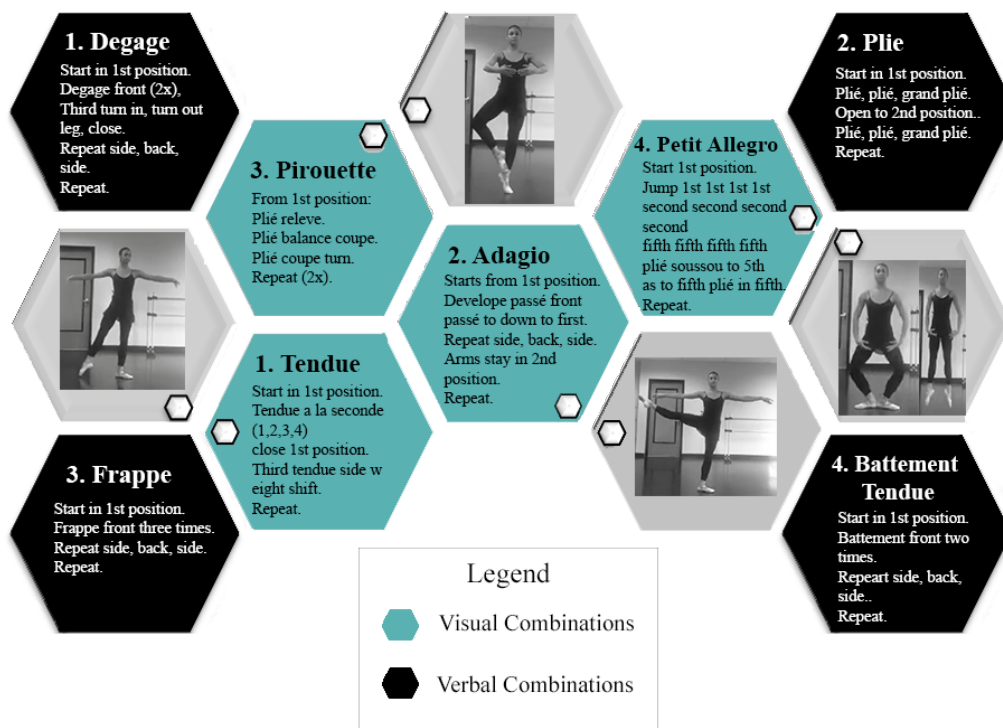 1. Degage
Start in 1st position.
Degage front (2x),
Third turn in, turn out
leg, close.
Repeat side, back,
side.
Repeat.
3. Pirouette
From 1st position:
Plié releve.
Plié balance coupe.
Plié coupe turn.
Repeat (2x).
4. Petit Allegro
Start 1st position.
Jump 1st 1st 1st 1st
second second second
second
fifth fifth fifth fifth
plié soussou to 5th
as to fifth plié in fifth.
Repeat.
2. Plie
Start in 1st position.
Plié, plié, grand plié.
Open to 2nd position..
Plié, plié, grand plié.
Repeat.
2. Adagio
Starts from 1st position.
Develope passé front
passé to down to first.
Repeat side, back, side.
Arms stay in 2nd
position.
Repeat.
1. Tendue
Start in 1st position.
Tendue a la seconde
(1,2,3,4)
close 1st position.
Third tendue side w
eight shift.
Repeat.
3. Frappe
Start in 1st position.
Frappe front three times.
Repeat side, back, side.
Repeat.
4. Battement
Tendue
Start in 1st position.
Battement front two
times.
Repeart side, back,
side..
Repeat.
Legend
Visual Combinations
Verbal Combinations